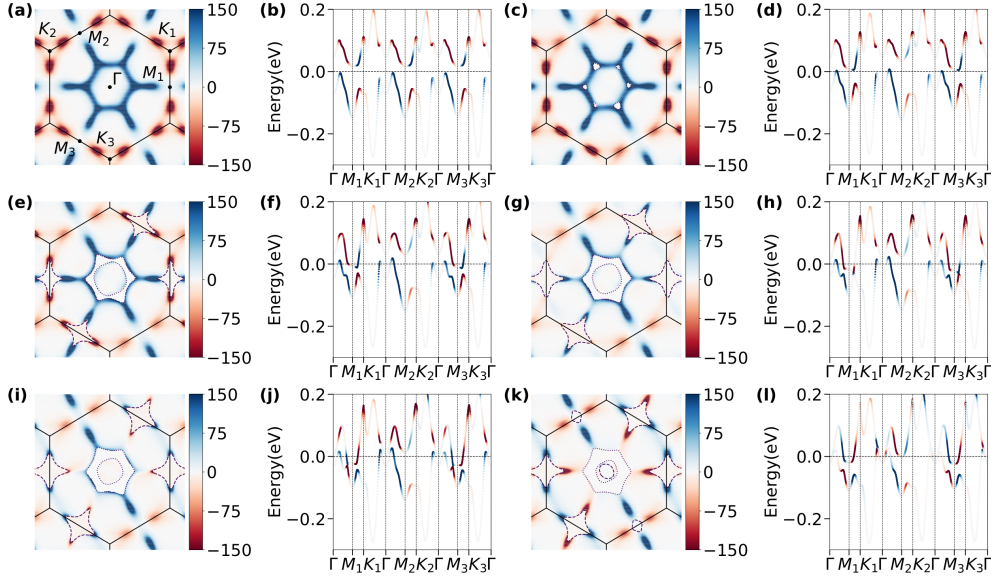 (a) K2 M2 K1 M1 Γ M3 K3 150 75 0 −75 −150
(b) Energy(eV) 0.2 0.0 −0.2 Γ M1 K1 Γ M2 K2 Γ M3 K3 Γ
(c) 150 75 0 −75 −150
(d) Energy(eV) 0.2 0.0 −0.2 Γ M1 K1 Γ M2 K2 Γ M3 K3 Γ
(e) 150 75 0 −75 −150
(f) Energy(eV) 0.2 0.0 −0.2 Γ M1 K1 Γ M2 K2 Γ M3 K3 Γ
(g) 150 75 0 −75 −150
(h) Energy(eV) 0.2 0.0 −0.2 Γ M1 K1 Γ M2 K2 Γ M3 K3 Γ
(i) 150 75 0 −75 −150
(j) Energy(eV) 0.2 0.0 −0.2 Γ M1 K1 Γ M2 K2 Γ M3 K3 Γ
(k) 150 75 0 −75 −150
(l) Energy(eV) 0.2 0.0 −0.2 Γ M1 K1 Γ M2 K2 Γ M3 K3 Γ